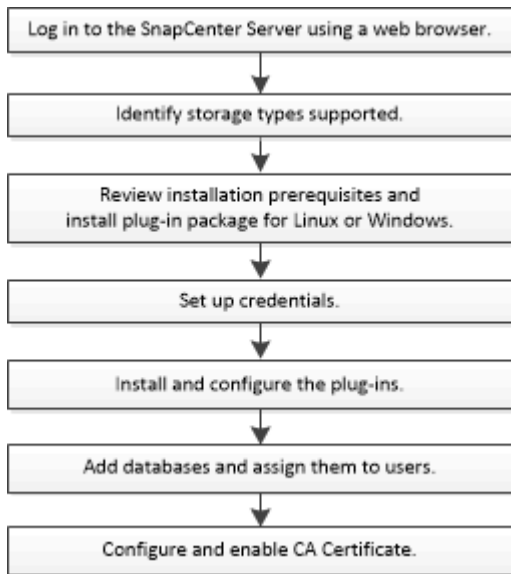 Log in to the SnapCenter Server using a web browser.
Identify storage types supported.
Review installation prerequisites and
install plug-in package for Linux or Windows.
Set up credentials.
Install and configure the plug-ins.
Add databases and assign them to users.
Configure and enable CA Certificate.